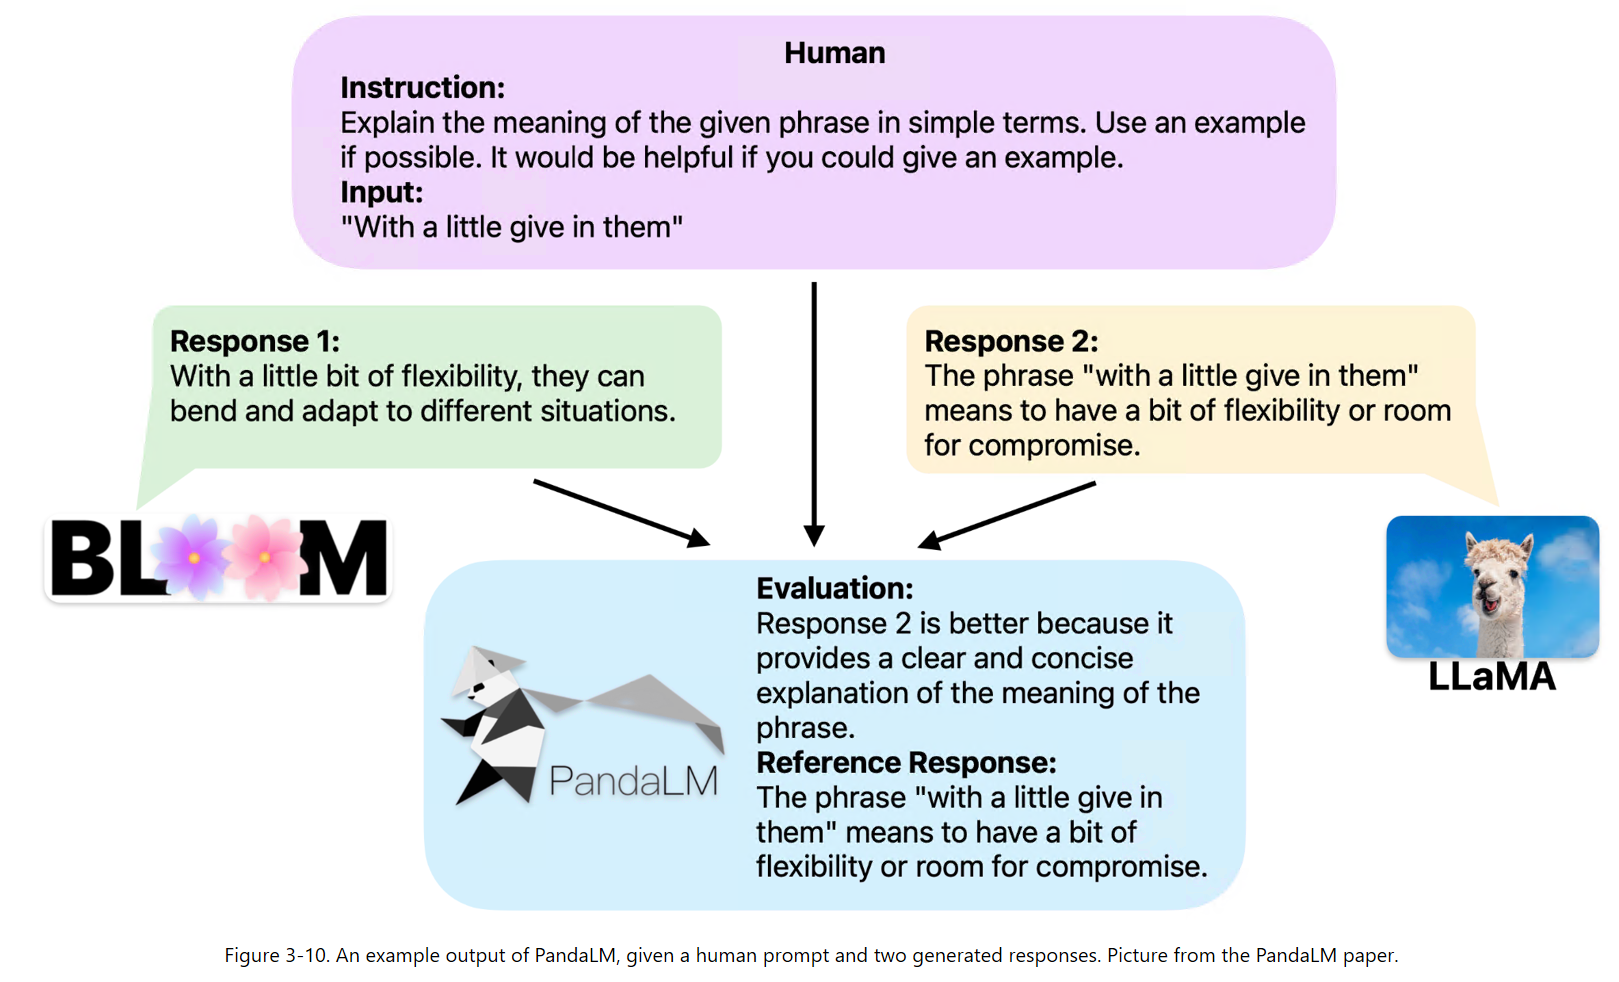 Human
Instruction:
Explain the meaning of the given phrase in simple terms. Use an example
if possible. It would be helpful if you could give an example.
Input:
"With a little give in them"
Response 1:
With a little bit of flexibility, they can
bend and adapt to different situations.
Response 2:
The phrase "with a little give in them"
means to have a bit of flexibility or room
for compromise.
BLOOM
LLaMA
Evaluation:
Response 2 is better because it
provides a clear and concise
explanation of the meaning of the
phrase.
Reference Response:
The phrase "with a little give in
them" means to have a bit of
flexibility or room for compromise.
PandaLM
Figure 3-10. An example output of PandaLM, given a human prompt and two generated responses. Picture from the PandaLM paper.